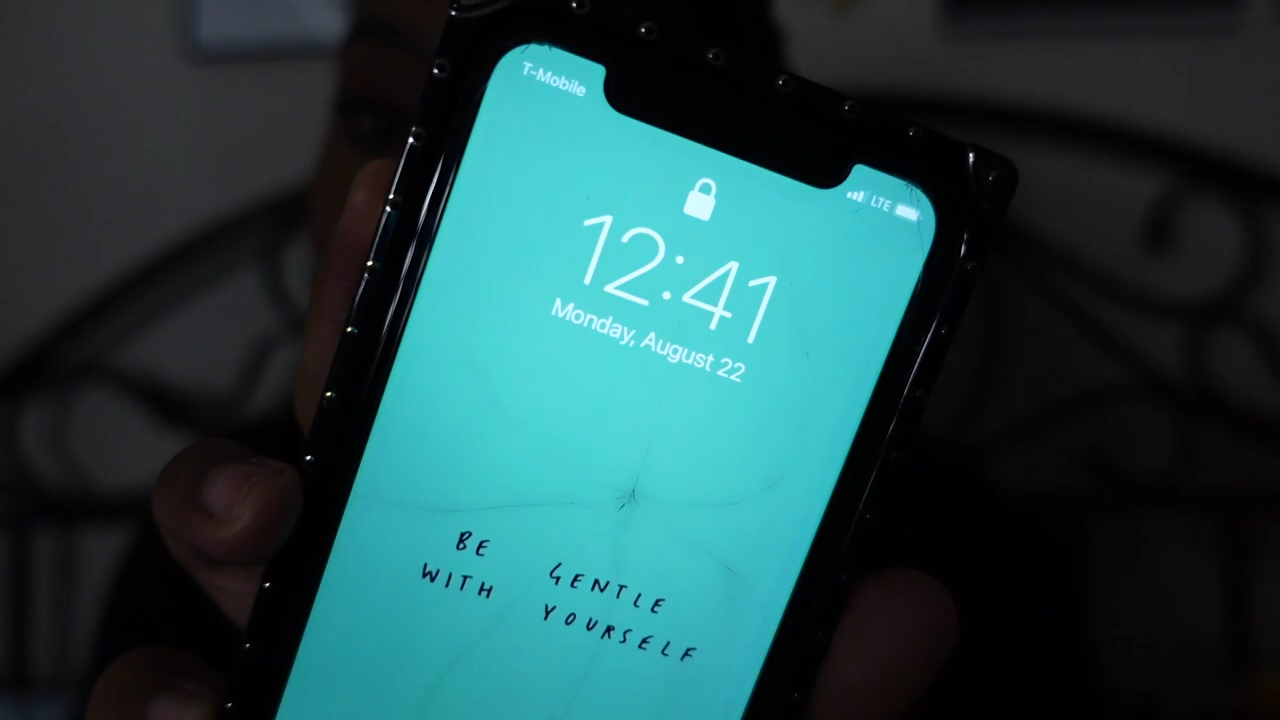 T-Mobile
LTE
12:41
Monday, August 22
BE GENTLE
WITH YOURSELF